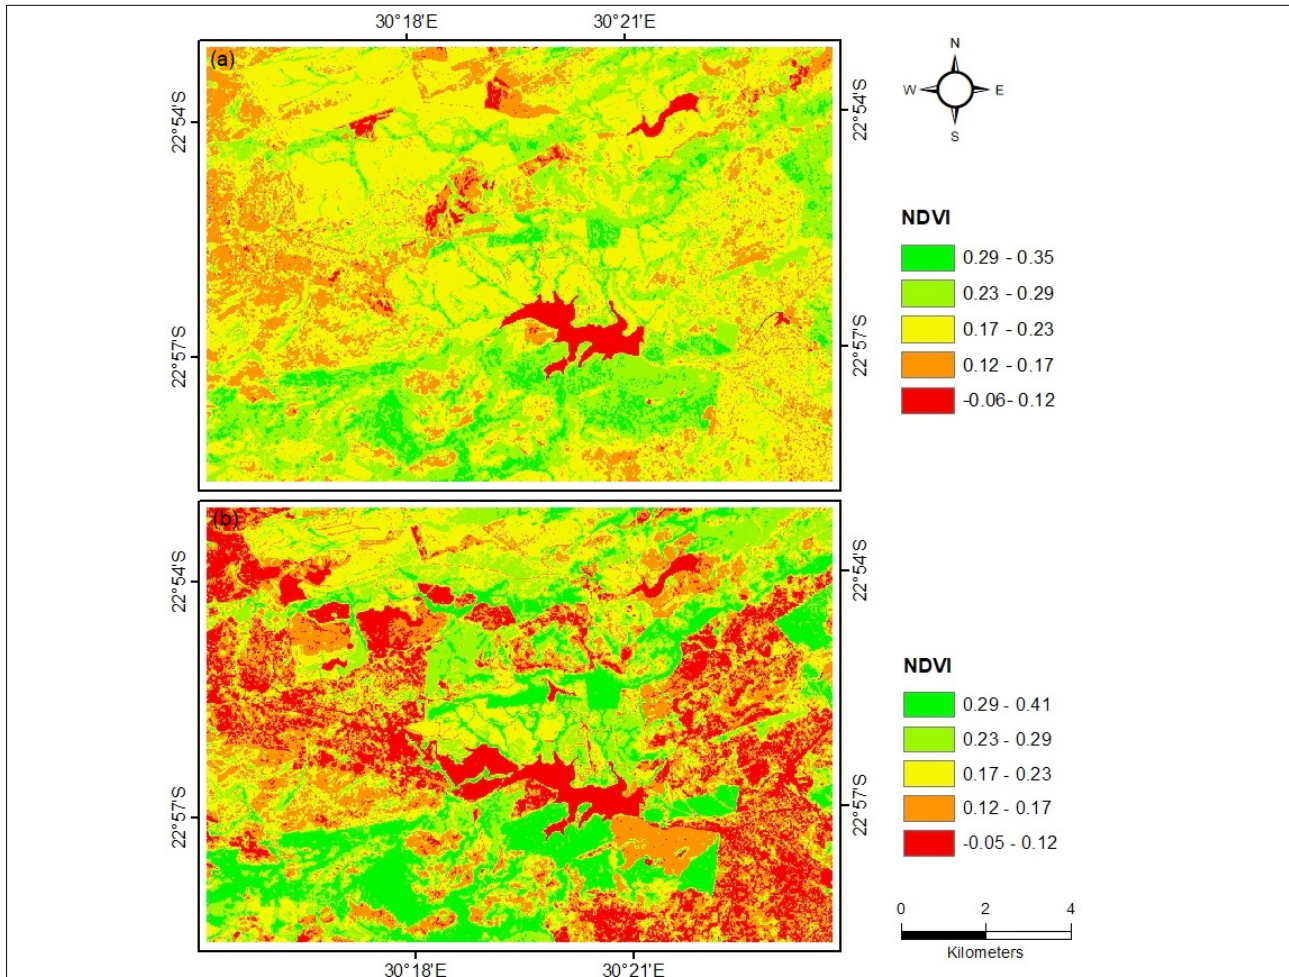 30°18'E 30°21'E
(a)
N
W E
S
22°54'S 22°54'S
NDVI
0.29 - 0.35
0.23 - 0.29
0.17 - 0.23
0.12 - 0.17
-0.06- 0.12
22°57'S 22°57'S
(b)
22°54'S 22°54'S
NDVI
0.29 - 0.41
0.23 - 0.29
0.17 - 0.23
0.12 - 0.17
-0.05 - 0.12
22°57'S 22°57'S
0 2 4
Kilometers
30°18'E 30°21'E